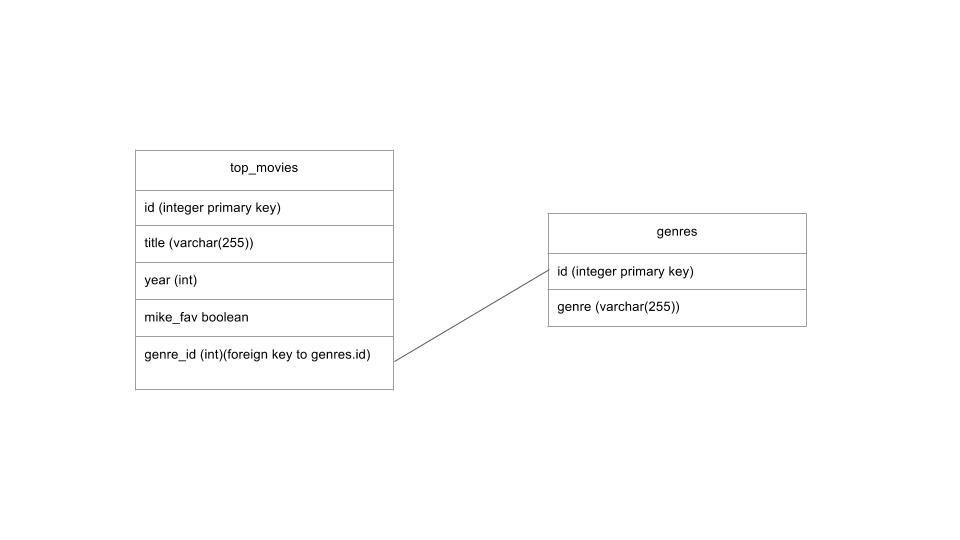 top_movies
id (integer primary key)
title (varchar(255))
year (int)
mike_fav boolean
genre_id (int)(foreign key to genres.id)
genres
id (integer primary key)
genre (varchar(255))